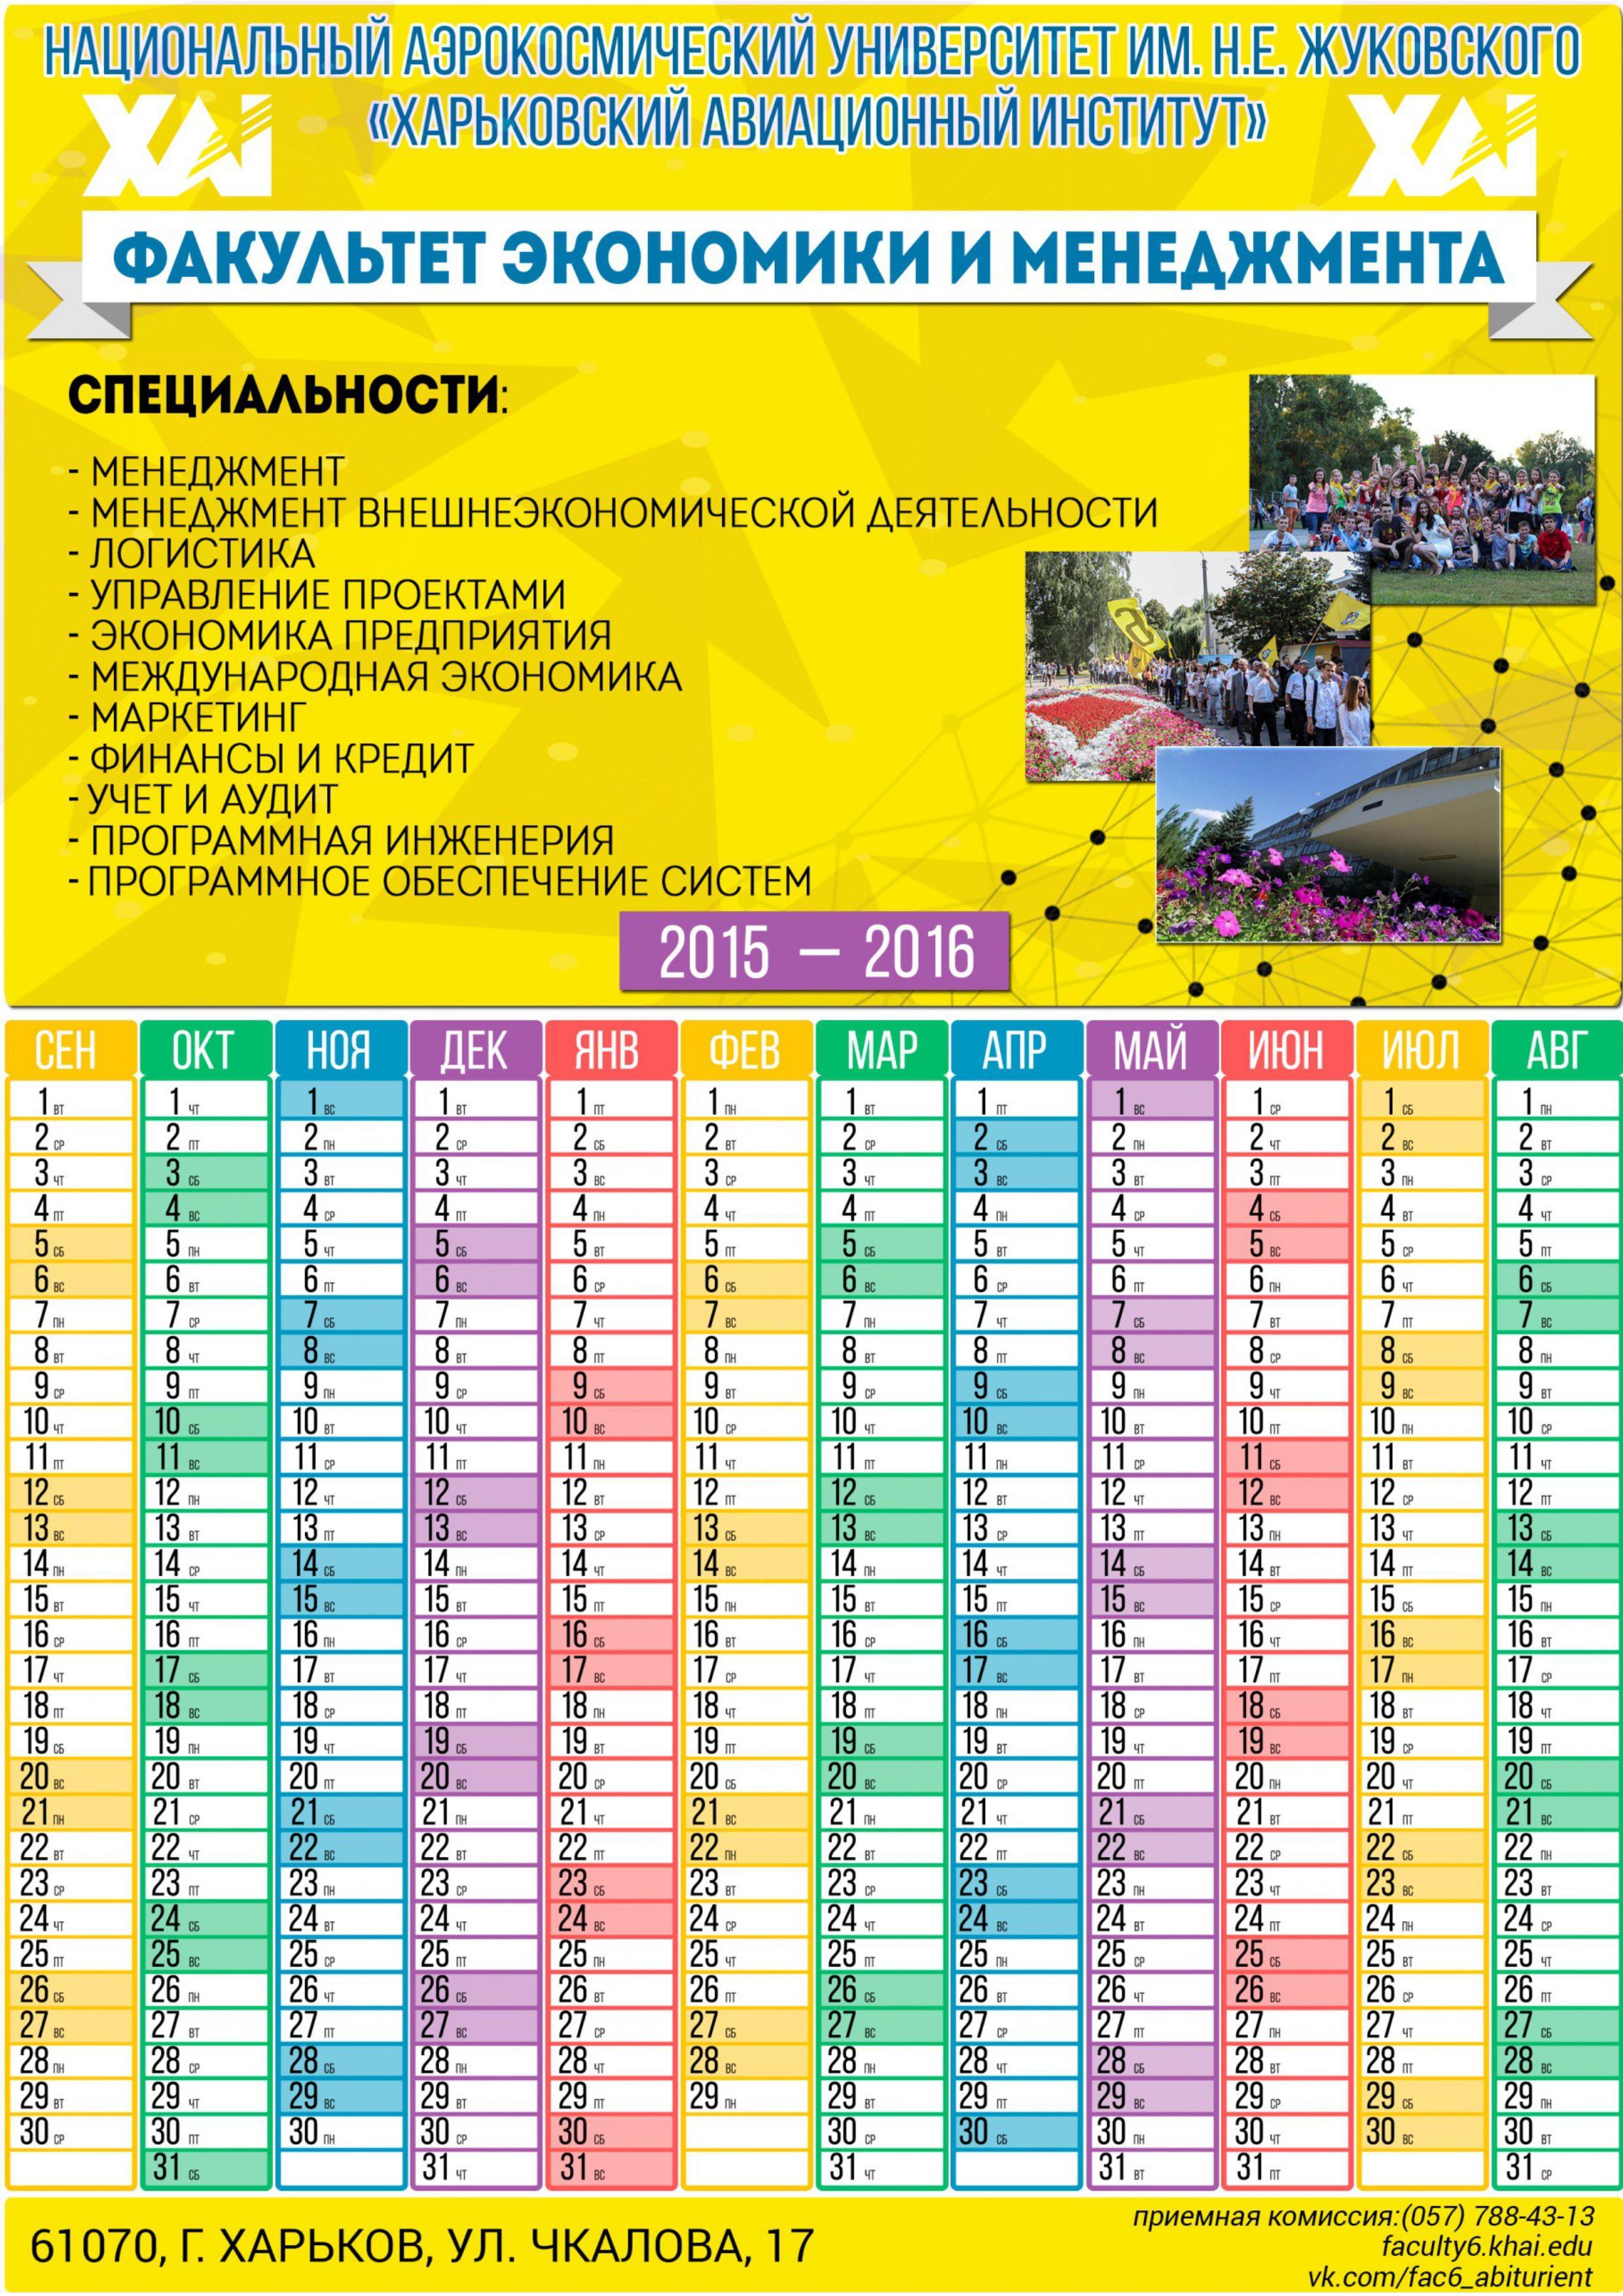 НАЦИОНАЛЬНЫЙ АЭРОКОСМИЧЕСКИЙ УНИВЕРСИТЕТ ИМ. Н.Е. ЖУКОВСКОГО
«ХАРЬКОВСКИЙ АВИАЦИОННЫЙ ИНСТИТУТ»
ХАІ ХАІ
ФАКУЛЬТЕТ ЭКОНОМИКИ И МЕНЕДЖМЕНТА
СПЕЦИАЛЬНОСТИ:
- МЕНЕДЖМЕНТ
- МЕНЕДЖМЕНТ ВНЕШНЕЭКОНОМИЧЕСКОЙ ДЕЯТЕЛЬНОСТИ
- ЛОГИСТИКА
- УПРАВЛЕНИЕ ПРОЕКТАМИ
- ЭКОНОМИКА ПРЕДПРИЯТИЯ
- МЕЖДУНАРОДНАЯ ЭКОНОМИКА
- МАРКЕТИНГ
- ФИНАНСЫ И КРЕДИТ
- УЧЕТ И АУДИТ
- ПРОГРАММНАЯ ИНЖЕНЕРИЯ
- ПРОГРАММНОЕ ОБЕСПЕЧЕНИЕ СИСТЕМ
6
2015 – 2016
СЕН ОКТ НОЯ ДЕК ЯНВ ФЕВ МАР АПР МАЙ ИЮН ИЮЛ АВГ
1 ВТ 1 ЧТ 1 ВС 1 ВТ 1 ПТ 1 ПН 1 ВТ 1 ПТ 1 ВС 1 СР 1 СБ 1 ПН
2 СР 2 ПТ 2 ПН 2 СР 2 СБ 2 ВТ 2 СР 2 СБ 2 ПН 2 ЧТ 2 ВС 2 ВТ
3 ЧТ 3 СБ 3 ВТ 3 ЧТ 3 ВС 3 СР 3 ЧТ 3 ВС 3 ВТ 3 ПТ 3 ПН 3 СР
4 ПТ 4 ВС 4 СР 4 ПТ 4 ПН 4 ЧТ 4 ПТ 4 ПН 4 СР 4 СБ 4 ВТ 4 ЧТ
5 СБ 5 ПН 5 ЧТ 5 СБ 5 ВТ 5 ПТ 5 СБ 5 ВТ 5 ЧТ 5 ВС 5 СР 5 ПТ
6 ВС 6 ВТ 6 ПТ 6 ВС 6 СР 6 СБ 6 ВС 6 СР 6 ПТ 6 ПН 6 ЧТ 6 СБ
7 ПН 7 СР 7 СБ 7 ПН 7 ЧТ 7 ВС 7 ПН 7 ЧТ 7 СБ 7 ВТ 7 ПТ 7 ВС
8 ВТ 8 ЧТ 8 ВС 8 ВТ 8 ПТ 8 ПН 8 ВТ 8 ПТ 8 ВС 8 СР 8 СБ 8 ПН
9 СР 9 ПТ 9 ПН 9 СР 9 СБ 9 ВТ 9 СР 9 СБ 9 ПН 9 ЧТ 9 ВС 9 ВТ
10 ЧТ 10 СБ 10 ВТ 10 ЧТ 10 ВС 10 СР 10 ЧТ 10 ВС 10 ВТ 10 ПТ 10 ПН 10 СР
11 ПТ 11 ВС 11 СР 11 ПТ 11 ПН 11 ЧТ 11 ПТ 11 ПН 11 СР 11 СБ 11 ВТ 11 ЧТ
12 СБ 12 ПН 12 ЧТ 12 СБ 12 ВТ 12 ПТ 12 СБ 12 ВТ 12 ЧТ 12 ВС 12 СР 12 ПТ
13 ВС 13 ВТ 13 ПТ 13 ВС 13 СР 13 СБ 13 ВС 13 СР 13 ПТ 13 ПН 13 ЧТ 13 СБ
14 ПН 14 СР 14 СБ 14 ПН 14 ЧТ 14 ВС 14 ПН 14 ЧТ 14 СБ 14 ВТ 14 ПТ 14 ВС
15 ВТ 15 ЧТ 15 ВС 15 ВТ 15 ПТ 15 ПН 15 ВТ 15 ПТ 15 ВС 15 СР 15 СБ 15 ПН
16 СР 16 ПТ 16 ПН 16 СР 16 СБ 16 ВТ 16 СР 16 СБ 16 ПН 16 ЧТ 16 ВС 16 ВТ
17 ЧТ 17 СБ 17 ВТ 17 ЧТ 17 ВС 17 СР 17 ЧТ 17 ВС 17 ВТ 17 ПТ 17 ПН 17 СР
18 ПТ 18 ВС 18 СР 18 ПТ 18 ПН 18 ЧТ 18 ПТ 18 ПН 18 СР 18 СБ 18 ВТ 18 ЧТ
19 СБ 19 ПН 19 ЧТ 19 СБ 19 ВТ 19 ПТ 19 СБ 19 ВТ 19 ЧТ 19 ВС 19 СР 19 ПТ
20 ВС 20 ВТ 20 ПТ 20 ВС 20 СР 20 СБ 20 ВС 20 СР 20 ПТ 20 ПН 20 ЧТ 20 СБ
21 ПН 21 СР 21 СБ 21 ПН 21 ЧТ 21 ВС 21 ПН 21 ЧТ 21 СБ 21 ВТ 21 ПТ 21 ВС
22 ВТ 22 ЧТ 22 ВС 22 ВТ 22 ПТ 22 ПН 22 ВТ 22 ПТ 22 ВС 22 СР 22 СБ 22 ПН
23 СР 23 ПТ 23 ПН 23 СР 23 СБ 23 ВТ 23 СР 23 СБ 23 ПН 23 ЧТ 23 ВС 23 ВТ
24 ЧТ 24 СБ 24 ВТ 24 ЧТ 24 ВС 24 СР 24 ЧТ 24 ВС 24 ВТ 24 ПТ 24 ПН 24 СР
25 ПТ 25 ВС 25 СР 25 ПТ 25 ПН 25 ЧТ 25 ПТ 25 ПН 25 СР 25 СБ 25 ВТ 25 ЧТ
26 СБ 26 ПН 26 ЧТ 26 СБ 26 ВТ 26 ПТ 26 СБ 26 ВТ 26 ЧТ 26 ВС 26 СР 26 ПТ
27 ВС 27 ВТ 27 ПТ 27 ВС 27 СР 27 СБ 27 ВС 27 СР 27 ПТ 27 ПН 27 ЧТ 27 СБ
28 ПН 28 СР 28 СБ 28 ПН 28 ЧТ 28 ВС 28 ПН 28 ЧТ 28 СБ 28 ВТ 28 ПТ 28 ВС
29 ВТ 29 ЧТ 29 ВС 29 ВТ 29 ПТ 29 ПН 29 ВТ 29 ПТ 29 ВС 29 СР 29 СБ 29 ПН
30 СР 30 ПТ 30 ПН 30 СР 30 СБ 30 СР 30 СБ 30 ПН 30 ЧТ 30 ВС 30 ВТ
31 СБ 31 ЧТ 31 ВС 31 ЧТ 31 ВТ 31 ПТ 31 СР
61070, Г. ХАРЬКОВ, УЛ. ЧКАЛОВА, 17
приемная комиссия:(057) 788-43-13
faculty6.khai.edu
vk.com/fac6_abiturient